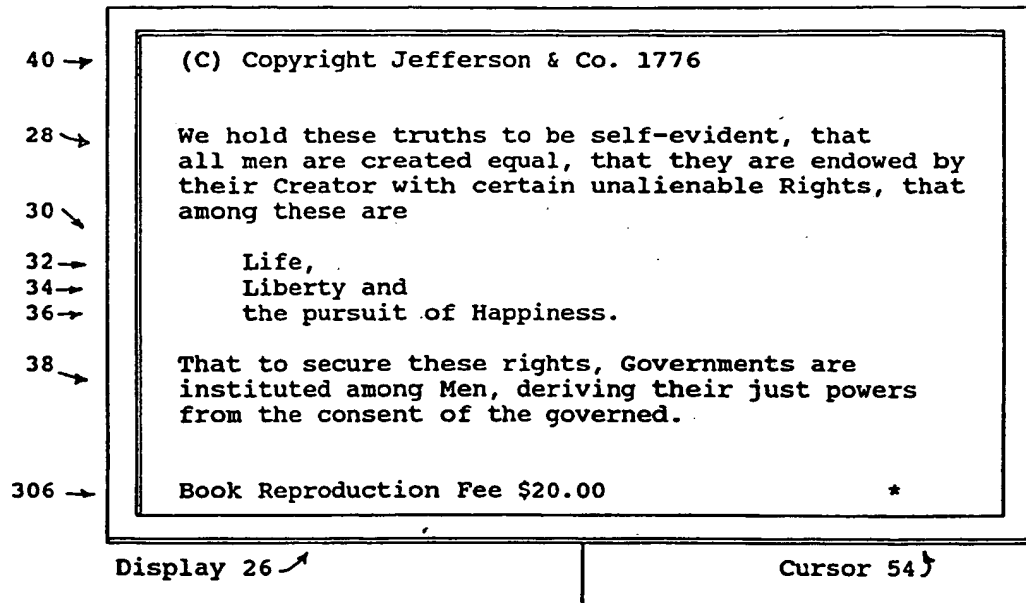 40 → (C) Copyright Jefferson & Co. 1776
28 We hold these truths to be self-evident, that
all men are created equal, that they are endowed by
their Creator with certain unalienable Rights, that
30 among these are
32 → Life,
34 → Liberty and
36 → the pursuit of Happiness.
38 That to secure these rights, Governments are
instituted among Men, deriving their just powers
from the consent of the governed.
306 → Book Reproduction Fee $20.00 *
Display 26 Cursor 54